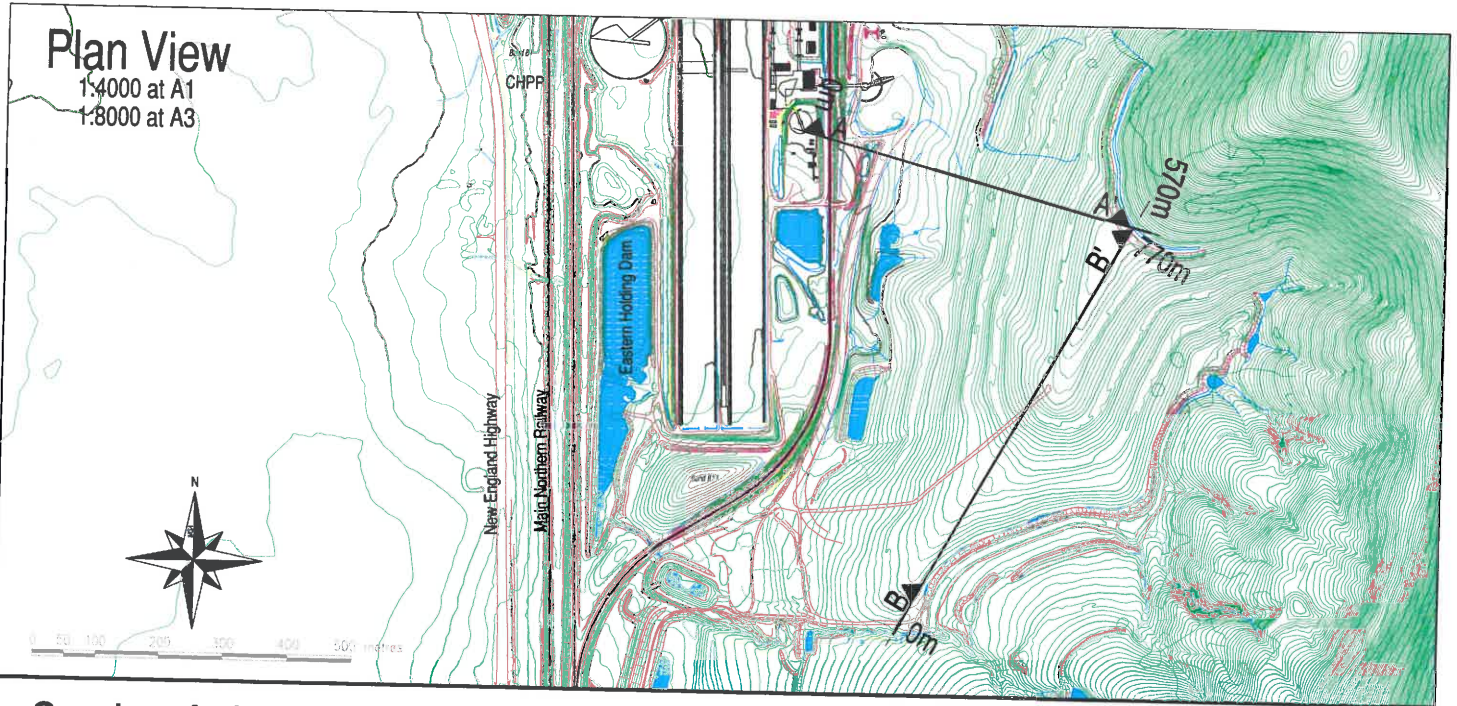 Plan View
1:4000 at A1
1:8000 at A3
CHPP
0m
A
A'
570m
B'
770m
Eastern Holding Dam
New England Highway
Main Northern Railway
N
B
0m
0 50 100 200 300 400 500 metres